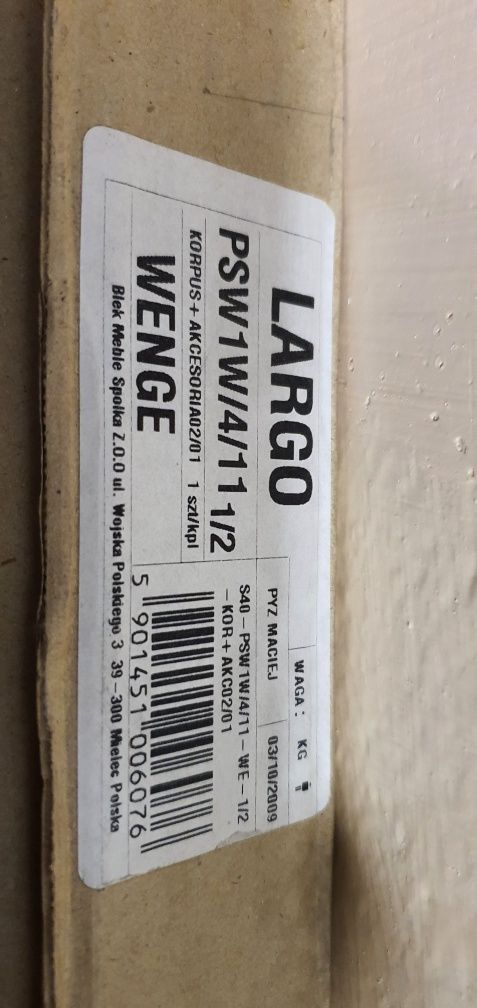 LARGO
WAGA: KG
PYZ MACIEJ 03/10/2009
PSW1W/4/11 1/2
S40-PSW1W/4/11-WE-1/2
-KOR+AKC02/01
KORPUS+AKCESORIA02/01 1 szt/kpl
WENGE
5 901451 006076
Blek Meble Spolka Z.O.O ul. Wojska Polskiego 3 39-300 Mielec Polska